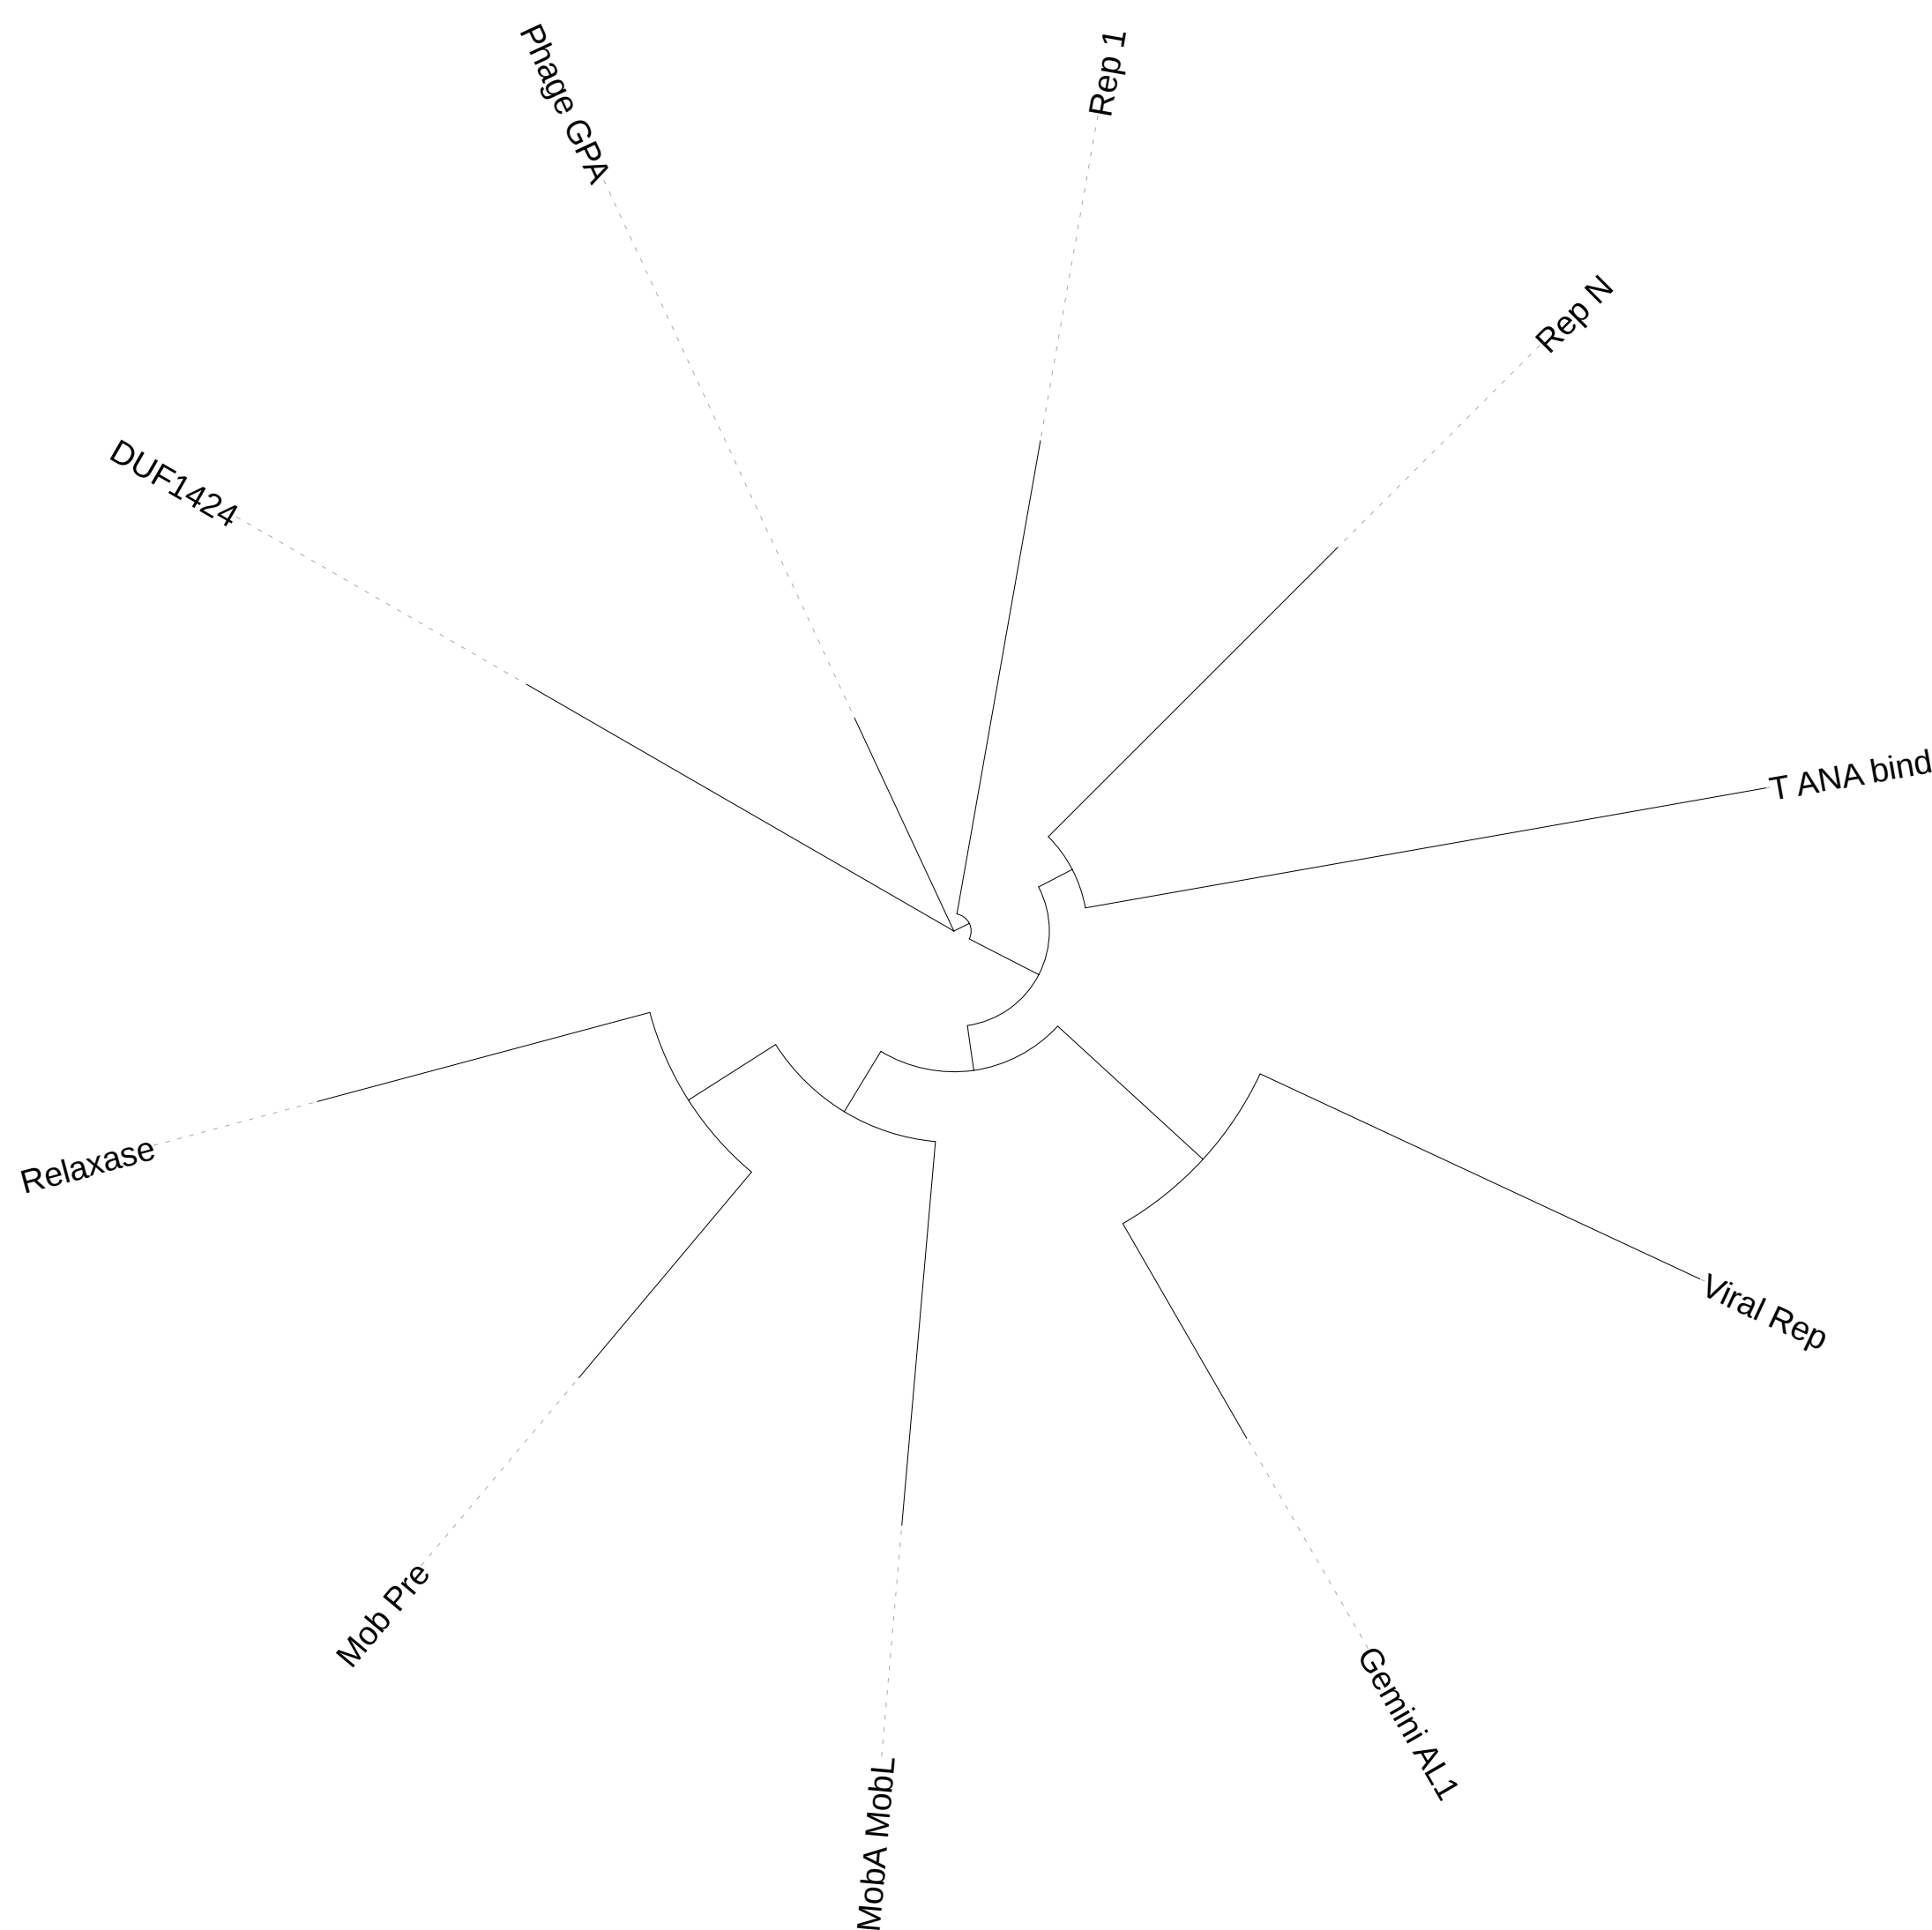 Phage GPA
Rep 1
Rep N
DUF1424
T ANA bind
Relaxase
Viral Rep
Mob Pre
Gemini AL1
MobA MobL